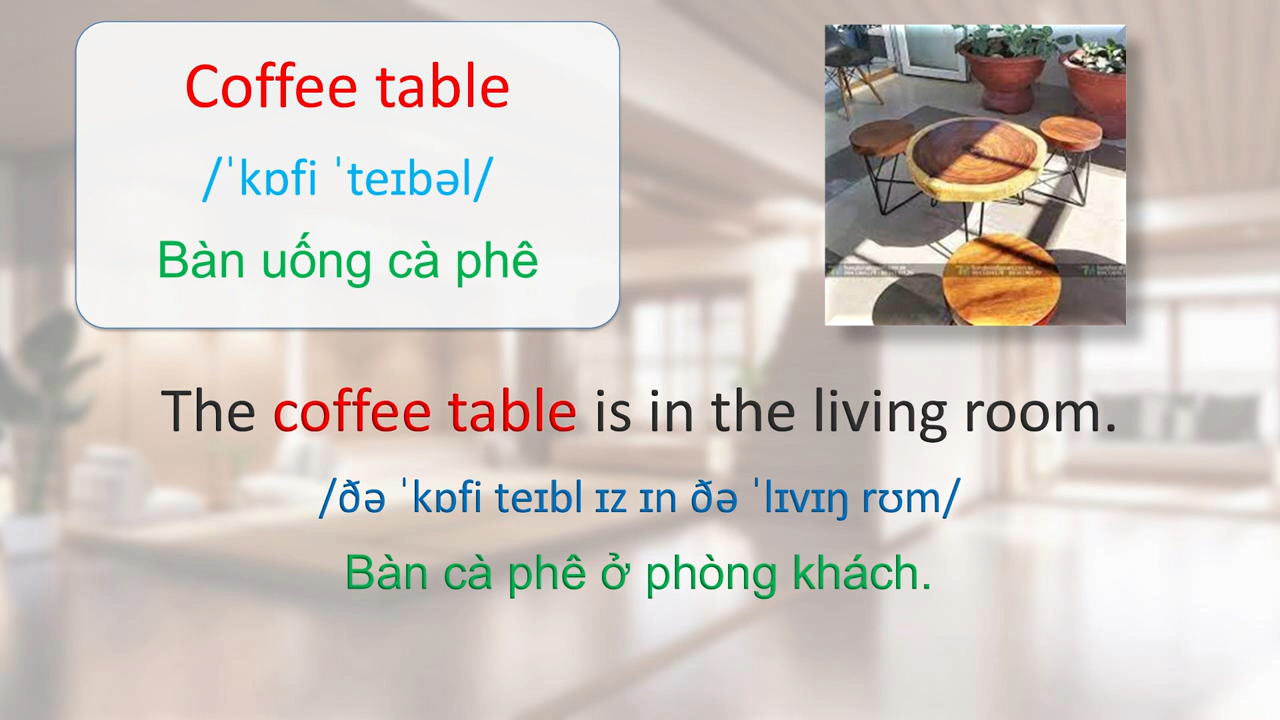 Coffee table
/ˈkɒfi ˈteɪbəl/
Bàn uống cà phê
The coffee table is in the living room.
/ðə ˈkɒfi teɪbl ɪz ɪn ðə ˈlɪvɪŋ rʊm/
Bàn cà phê ở phòng khách.